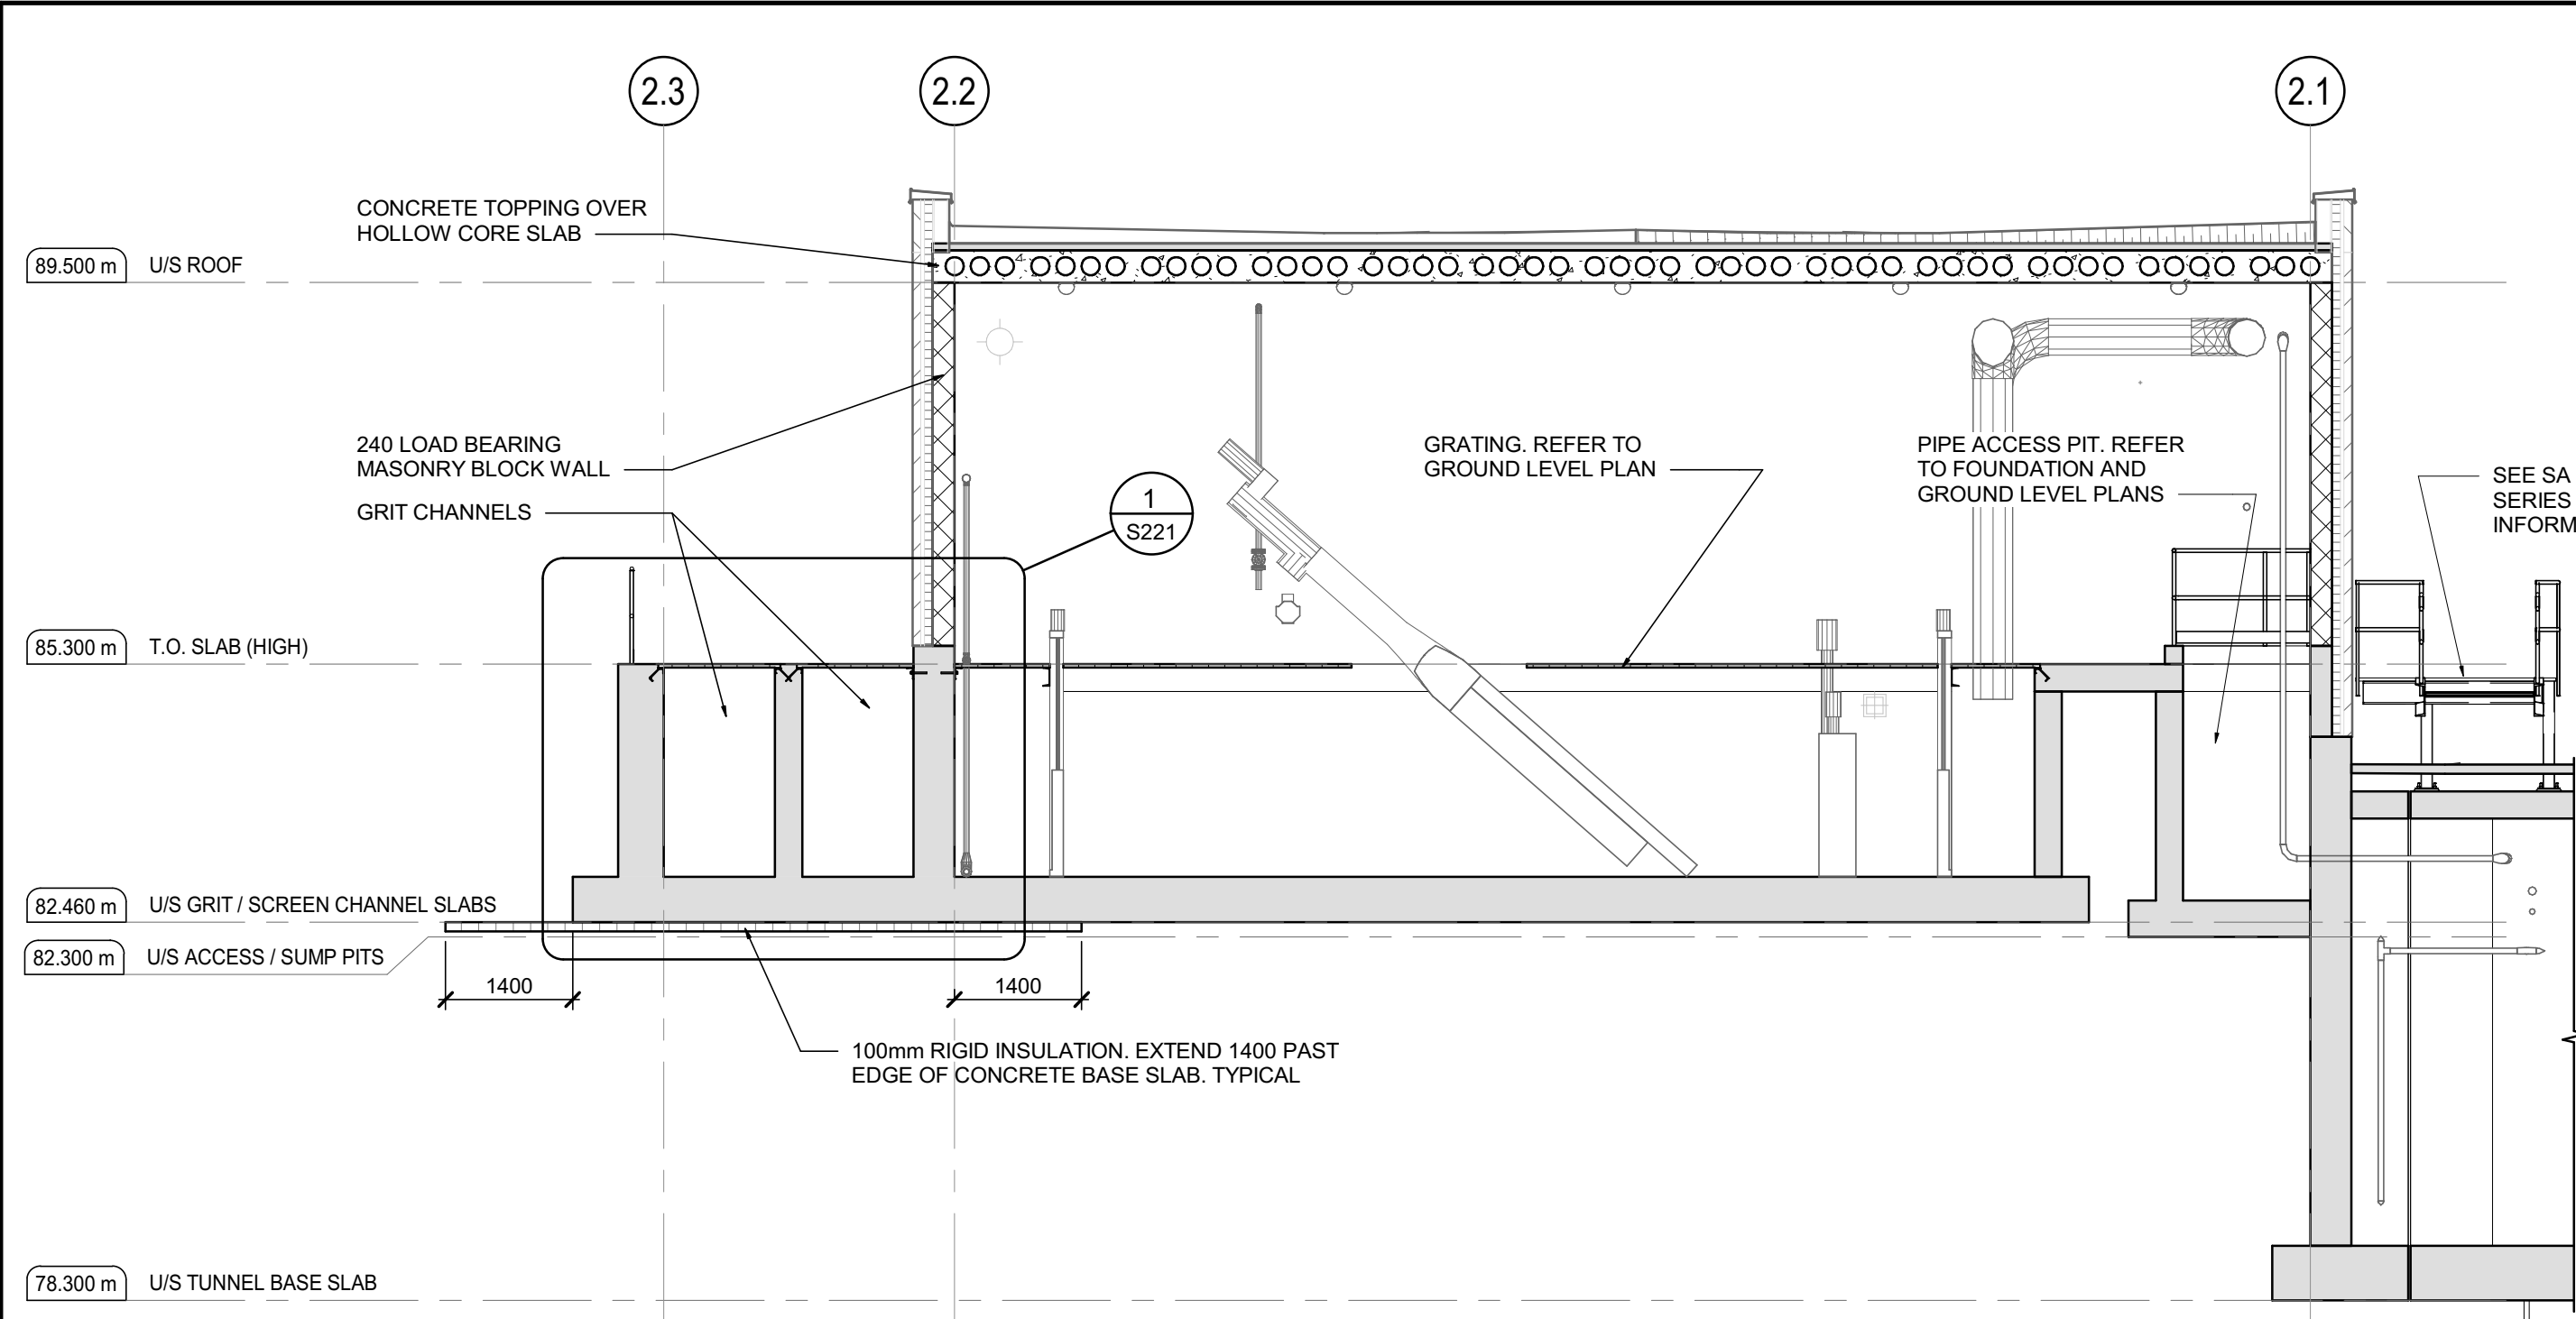 2.3
2.2
2.1
CONCRETE TOPPING OVER
HOLLOW CORE SLAB
89.500 m U/S ROOF
240 LOAD BEARING
MASONRY BLOCK WALL
GRIT CHANNELS
1
S221
GRATING. REFER TO
GROUND LEVEL PLAN
PIPE ACCESS PIT. REFER
TO FOUNDATION AND
GROUND LEVEL PLANS
SEE SA
SERIES
INFORM
85.300 m T.O. SLAB (HIGH)
82.460 m U/S GRIT / SCREEN CHANNEL SLABS
82.300 m U/S ACCESS / SUMP PITS
1400
1400
100mm RIGID INSULATION. EXTEND 1400 PAST
EDGE OF CONCRETE BASE SLAB. TYPICAL
78.300 m U/S TUNNEL BASE SLAB